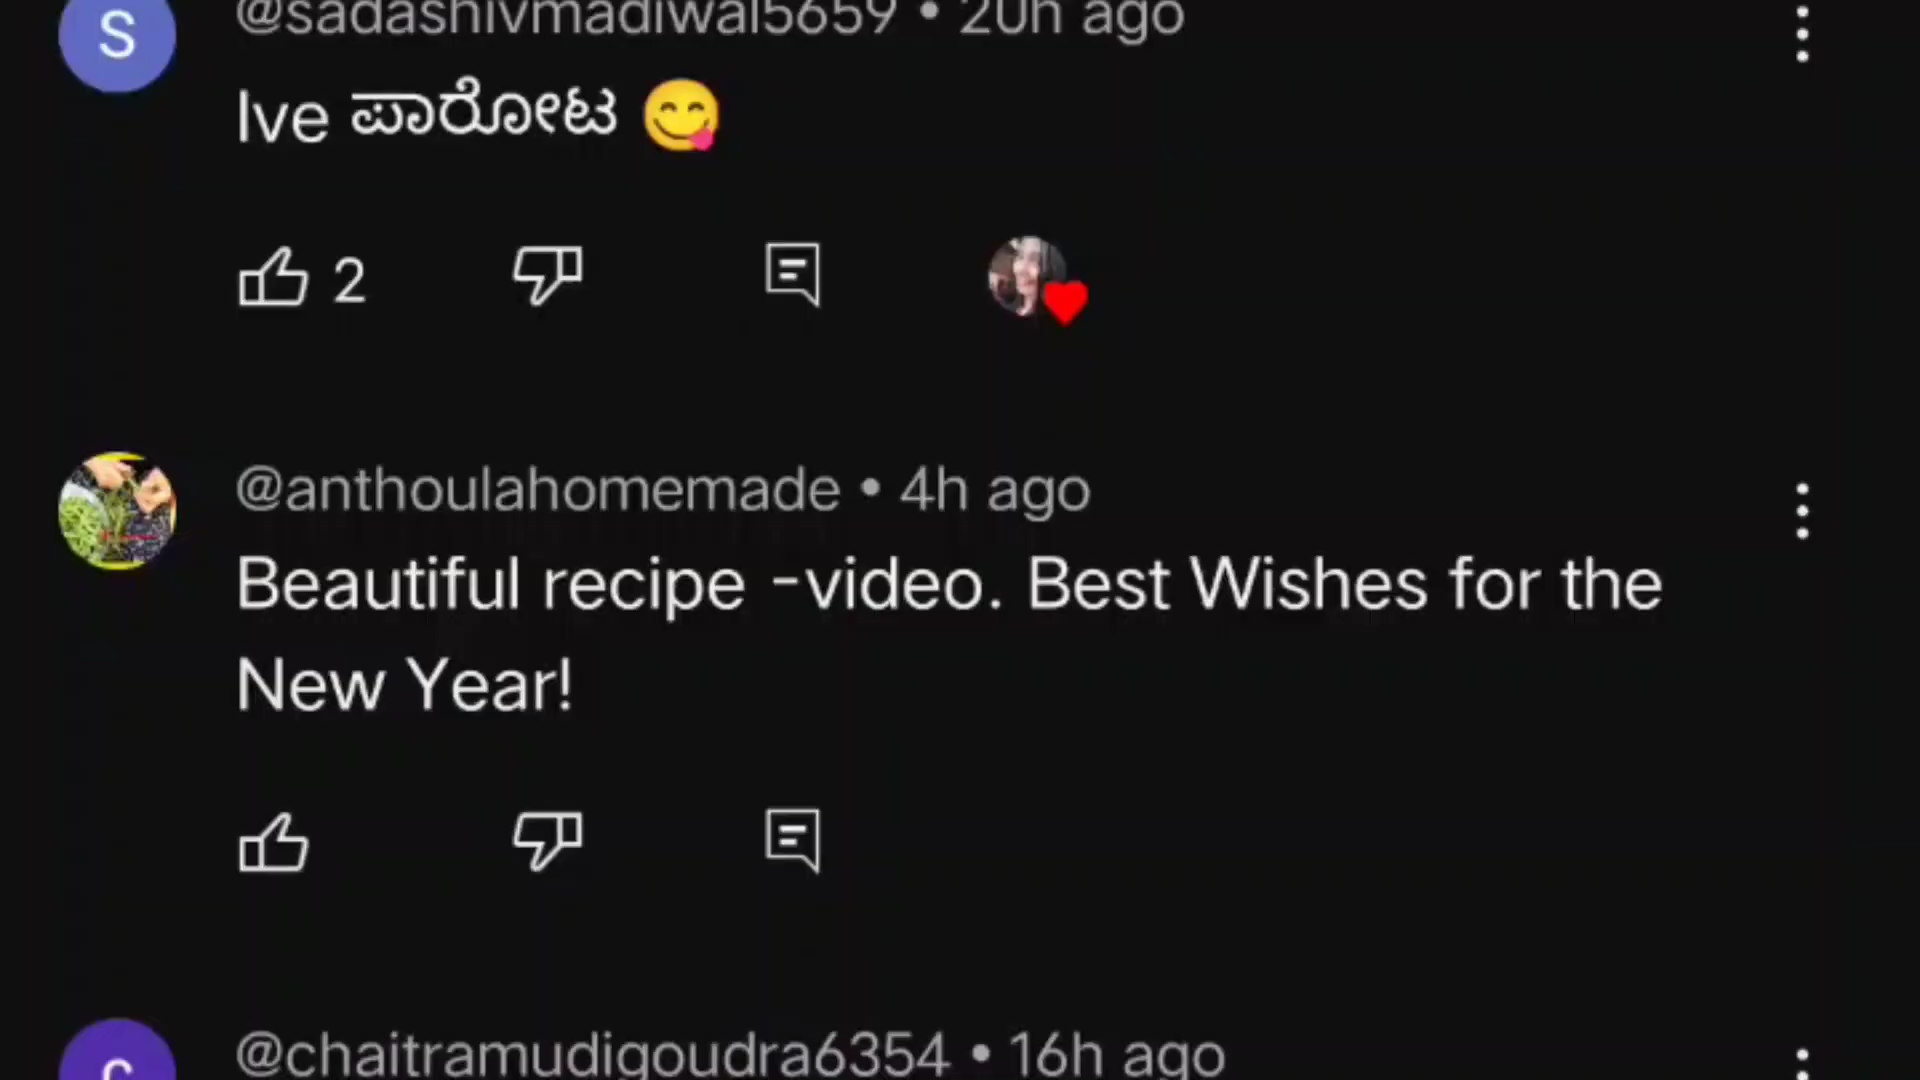 S
@sadashivmadiwal5659 • 20h ago
Ive ಪಾರೋಟ 😋
2
@anthoulahomemade • 4h ago
Beautiful recipe -video. Best Wishes for the
New Year!
@chaitramudigoudra6354 • 16h ago